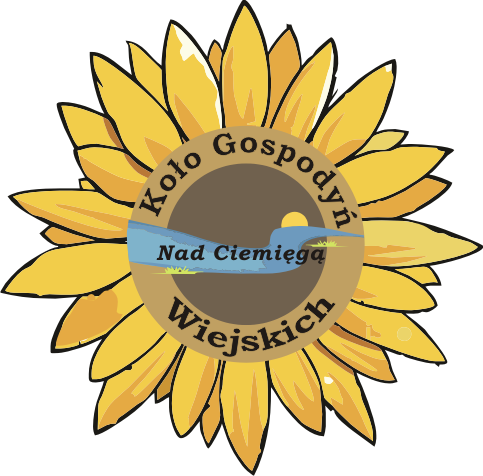 Koło Gospodyń
Nad Ciemięgą
Wiejskich